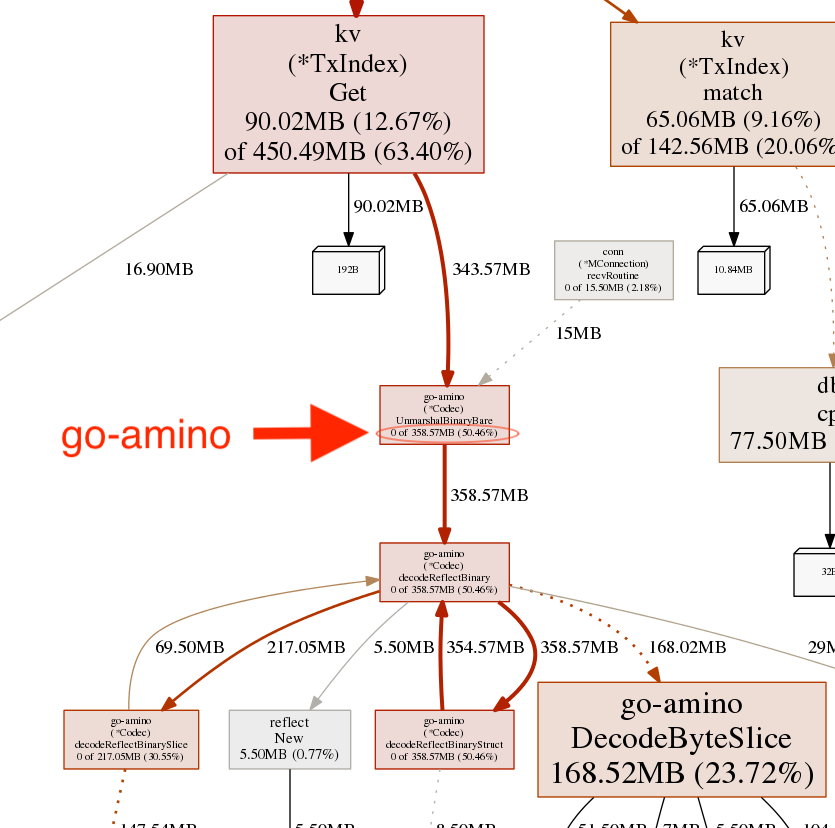 kv
(*TxIndex)
Get
90.02MB (12.67%)
of 450.49MB (63.40%)
kv
(*TxIndex)
match
65.06MB (9.16%)
of 142.56MB (20.06%
90.02MB
65.06MB
16.90MB
192B
343.57MB
conn
(*MConnection)
recvRoutine
0 of 15.50MB (2.18%)
10.84MB
15MB
go-amino
go-amino
(*Codec)
UnmarshalBinaryBare
0 of 358.57MB (50.46%)
db
cp
77.50MB
358.57MB
go-amino
(*Codec)
decodeReflectBinary
0 of 358.57MB (50.46%)
32B
69.50MB
217.05MB
5.50MB
354.57MB
358.57MB
168.02MB
29M
go-amino
(*Codec)
decodeReflectBinarySlice
0 of 217.05MB (30.55%)
reflect
New
5.50MB (0.77%)
go-amino
(*Codec)
decodeReflectBinaryStruct
0 of 358.57MB (50.46%)
go-amino
DecodeByteSlice
168.52MB (23.72%)
147.54MB
5.50MB
8.50MB
51.50MB
7MB
5.50MB
104